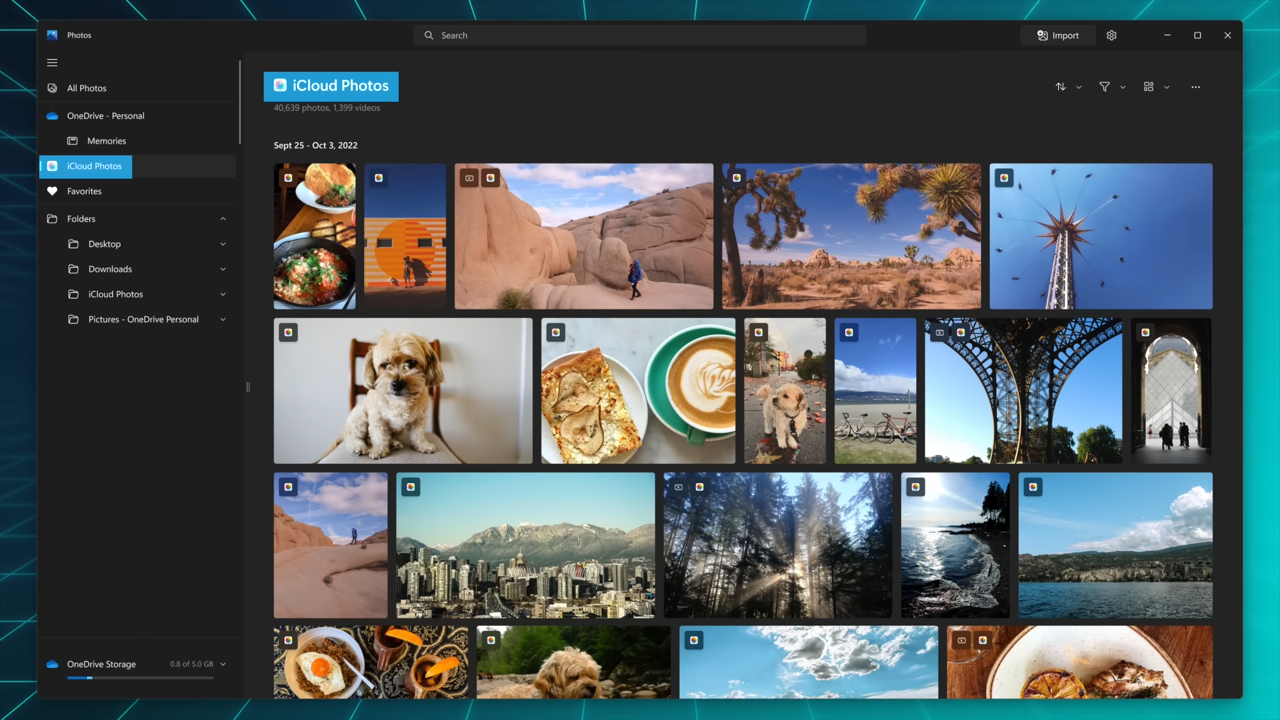 Photos
Search
Import
All Photos
OneDrive - Personal
Memories
iCloud Photos
Favorites
Folders
Desktop
Downloads
iCloud Photos
Pictures - OneDrive Personal
OneDrive Storage
0.8 of 5.0 GB
iCloud Photos
40,639 photos, 1,399 videos
Sept 25 - Oct 3, 2022